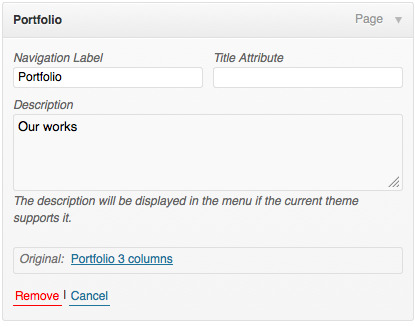 Portfolio Page
Navigation Label Title Attribute
Portfolio
Description
Our works
The description will be displayed in the menu if the current theme
supports it.
Original: Portfolio 3 columns
Remove | Cancel